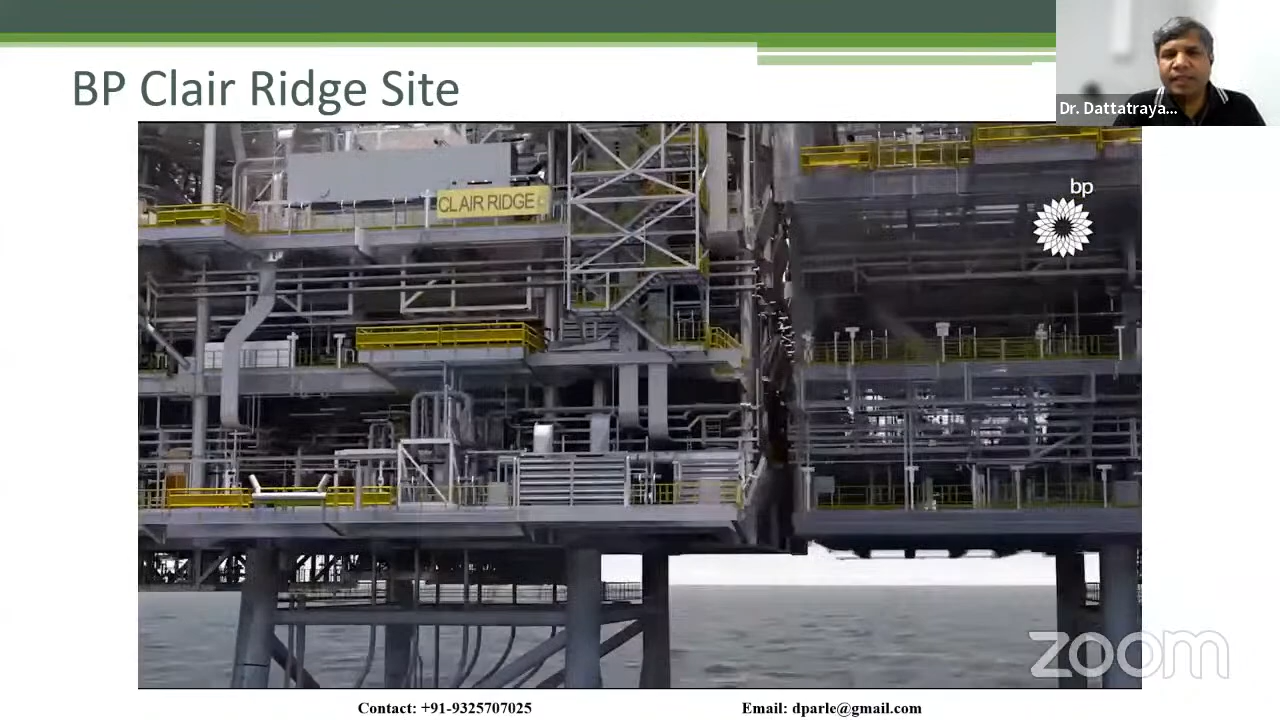 BP Clair Ridge Site
Dr. Dattatraya...
CLAIR RIDGE
bp
zoom
Contact: +91-9325707025
Email: dparle@gmail.com